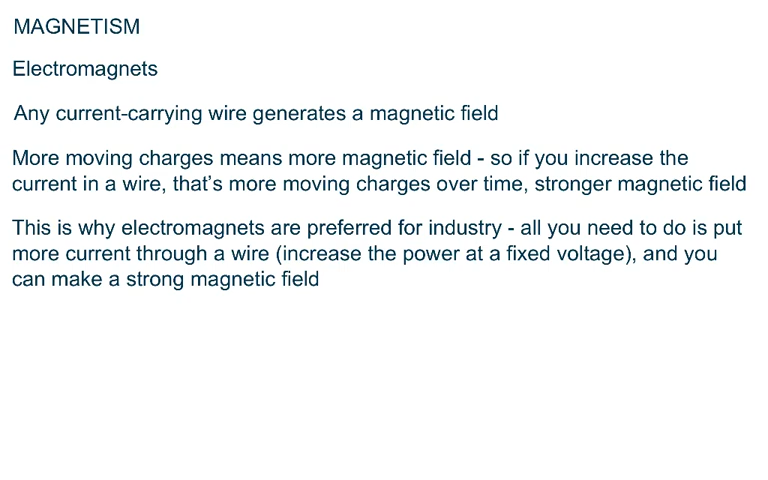 MAGNETISM
Electromagnets
Any current-carrying wire generates a magnetic field
More moving charges means more magnetic field - so if you increase the
current in a wire, that's more moving charges over time, stronger magnetic field
This is why electromagnets are preferred for industry - all you need to do is put
more current through a wire (increase the power at a fixed voltage), and you
can make a strong magnetic field